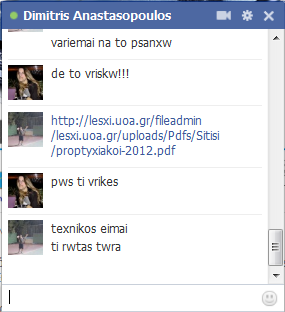 Dimitris Anastasopoulos
variemai na to psanxw
de to vriskw!!!
http://lesxi.uoa.gr/fileadmin
/lesxi.uoa.gr/uploads/Pdfs/Sitisi
/proptyxiakoi-2012.pdf
pws ti vrikes
texnikos eimai
ti rwtas twra